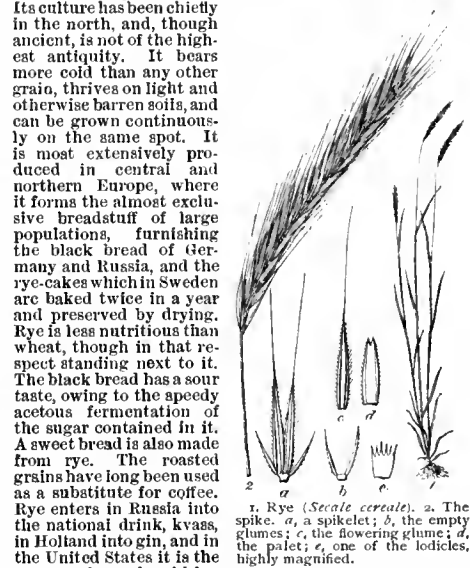 Its culture has been chiefly
in the north, and, though
ancient, is not of the high-
est antiquity. It bears
more cold than any other
grain, thrives on light and
otherwise barren soils, and
can be grown continuous-
ly on the same spot. It
is most extensively pro-
duced in central and
northern Europe, where
it forms the almost exclu-
sive breadstuff of large
populations, furnishing
the black bread of Ger-
many and Russia, and the
rye-cakes which in Sweden
are baked twice in a year
and preserved by drying.
Rye is less nutritious than
wheat, though in that re-
spect standing next to it.
The black bread has a sour
taste, owing to the speedy
acetous fermentation of
the sugar contained in it.
A sweet bread is also made
from rye. The roasted
grains have long been used
as a substitute for coffee.
Rye enters in Russia into
the national drink, kvass,
in Holland into gin, and in
the United States it is the
c
d
2
a
b
e.
1
1. Rye (Secale cereale). 2. The
spike. a, a spikelet; b, the empty
glumes; c, the flowering glume; d,
the palet; e, one of the lodicles,
highly magnified.